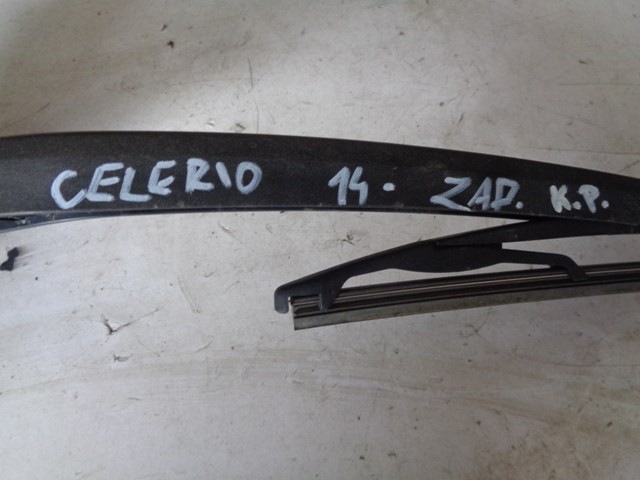 CELERIO 14. ZAD. K.P.